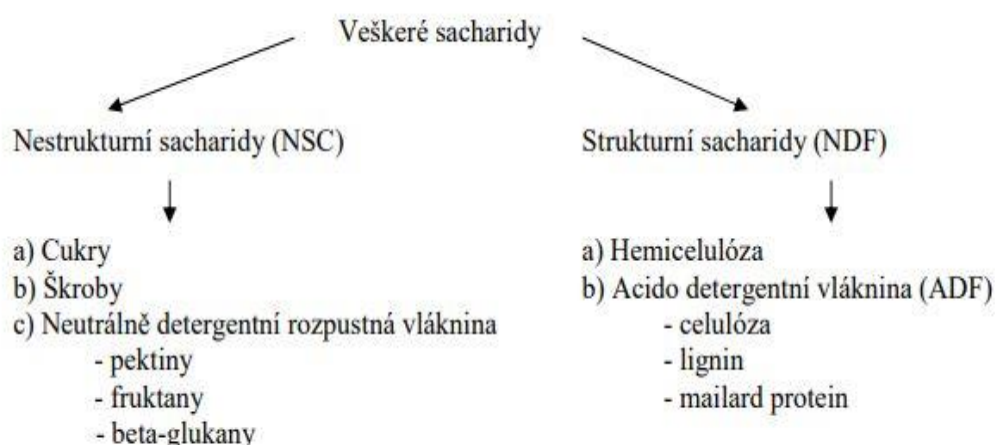 Veškeré sacharidy
Nestrukturní sacharidy (NSC)
a) Cukry
b) Škroby
c) Neutrálně detergentní rozpustná vláknina
- pektiny
- fruktany
- beta-glukany
Strukturní sacharidy (NDF)
a) Hemicelulóza
b) Acido detergentní vláknina (ADF)
- celulóza
- lignin
- mailard protein